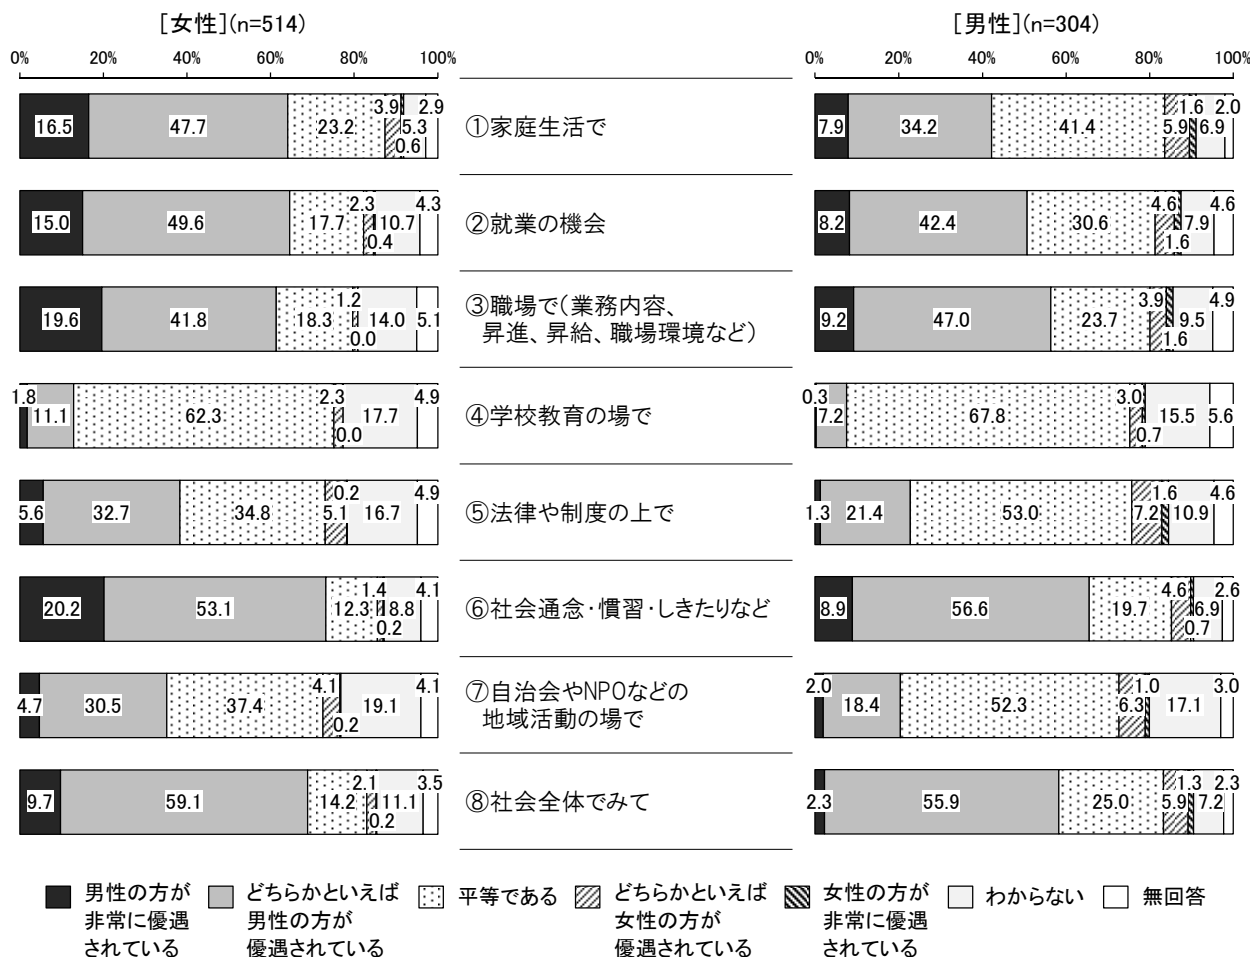 ［女性］(n=514)
［男性］(n=304)
0% 20% 40% 60% 80% 100%
0% 20% 40% 60% 80% 100%
16.5 47.7 23.2 3.9 0.6 5.3 2.9
①家庭生活で
7.9 34.2 41.4 5.9 1.6 6.9 2.0
15.0 49.6 17.7 2.3 0.4 10.7 4.3
②就業の機会
8.2 42.4 30.6 4.6 1.6 7.9 4.6
19.6 41.8 18.3 1.2 0.0 14.0 5.1
③職場で（業務内容、
昇進、昇給、職場環境など）
9.2 47.0 23.7 3.9 1.6 9.5 4.9
1.8 11.1 62.3 2.3 0.0 17.7 4.9
④学校教育の場で
0.3 7.2 67.8 3.0 0.7 15.5 5.6
5.6 32.7 34.8 5.1 0.2 16.7 4.9
⑤法律や制度の上で
1.3 21.4 53.0 7.2 1.6 10.9 4.6
20.2 53.1 12.3 1.4 0.2 8.8 4.1
⑥社会通念・慣習・しきたりなど
8.9 56.6 19.7 4.6 0.7 6.9 2.6
4.7 30.5 37.4 4.1 0.2 19.1 4.1
⑦自治会やNPOなどの
地域活動の場で
2.0 18.4 52.3 6.3 1.0 17.1 3.0
9.7 59.1 14.2 2.1 0.2 11.1 3.5
⑧社会全体でみて
2.3 55.9 25.0 5.9 1.3 7.2 2.3
男性の方が
非常に優遇
されている
どちらかといえば
男性の方が
優遇されている
平等である
どちらかといえば
女性の方が
優遇されている
女性の方が
非常に優遇
されている
わからない
無回答